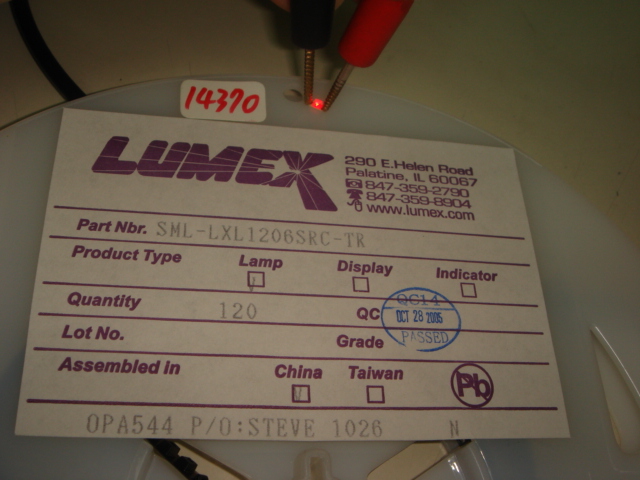 14370
LUMEX
290 E.Helen Road
Palatine, IL 60067
847-359-2790
847-359-8904
www.lumex.com
Part Nbr. SML-LXL1206SRC-TR
Product Type Lamp Display Indicator
Quantity 120 QC
QC14
OCT 28 2005
PASSED
Lot No. Grade
Assembled in China Taiwan
Pb
OPA544 P/O:STEVE 1026 N